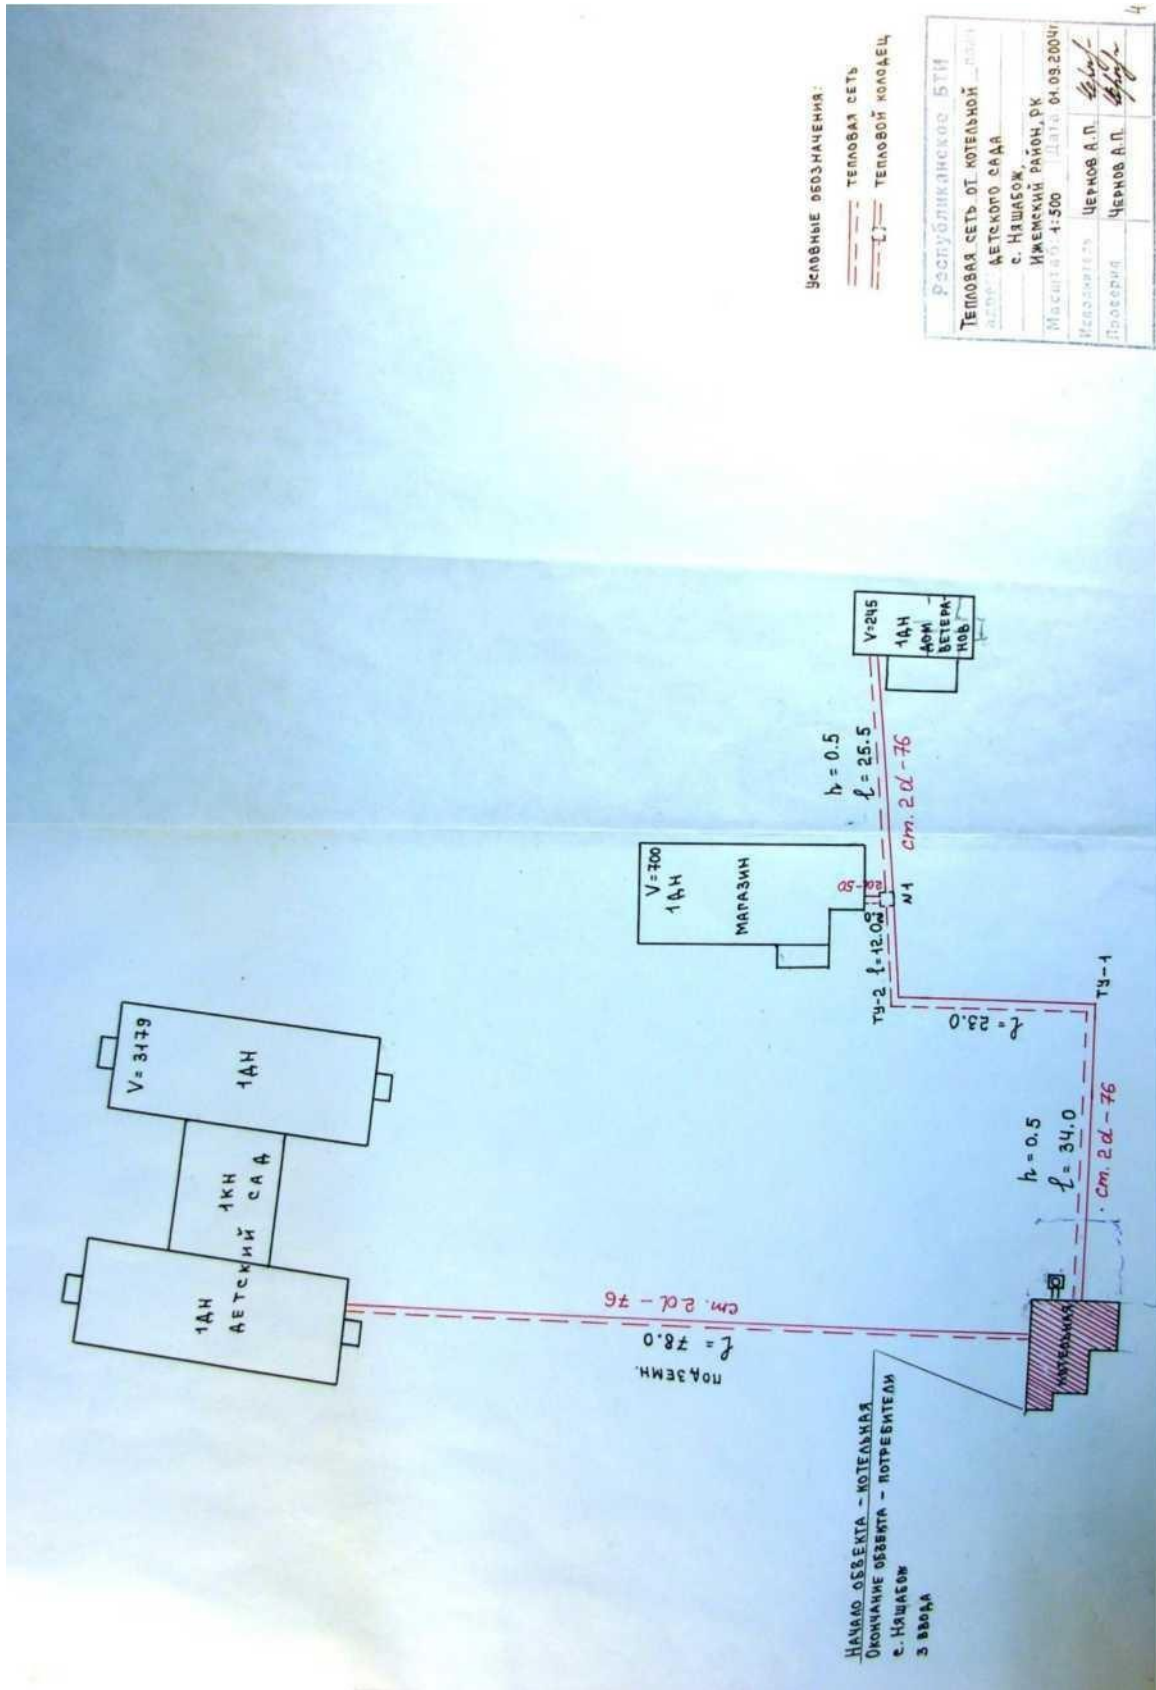 Условные обозначения:
тепловая сеть
тепловой колодец
Республиканское БТИ
Тепловая сеть от котельной
детского сада
с. Няшабож,
Ижемский район, РК
Масштаб 1:500 Дата 01.09.2004г
Исполнитель Чернов А.П.
Проверил Чернов А.П.
4
V=3179
1ДН
1КН
1ДН
ДЕТСКИЙ САД
подземн.
l = 78.0
ст. 2d - 76
V=700
1ДН
МАГАЗИН
V=245
1ДН
ДОМ
ВЕТЕРА-
НОВ
h = 0.5
l = 25.5
ст. 2d - 76
N1
ТУ-2 l=12.0
l = 23.0
ТУ-1
h = 0.5
l = 34.0
ст. 2d - 76
КОТЕЛЬНАЯ
Начало объекта - котельная
Окончание объекта - потребители
с. Няшабож
3 ввода